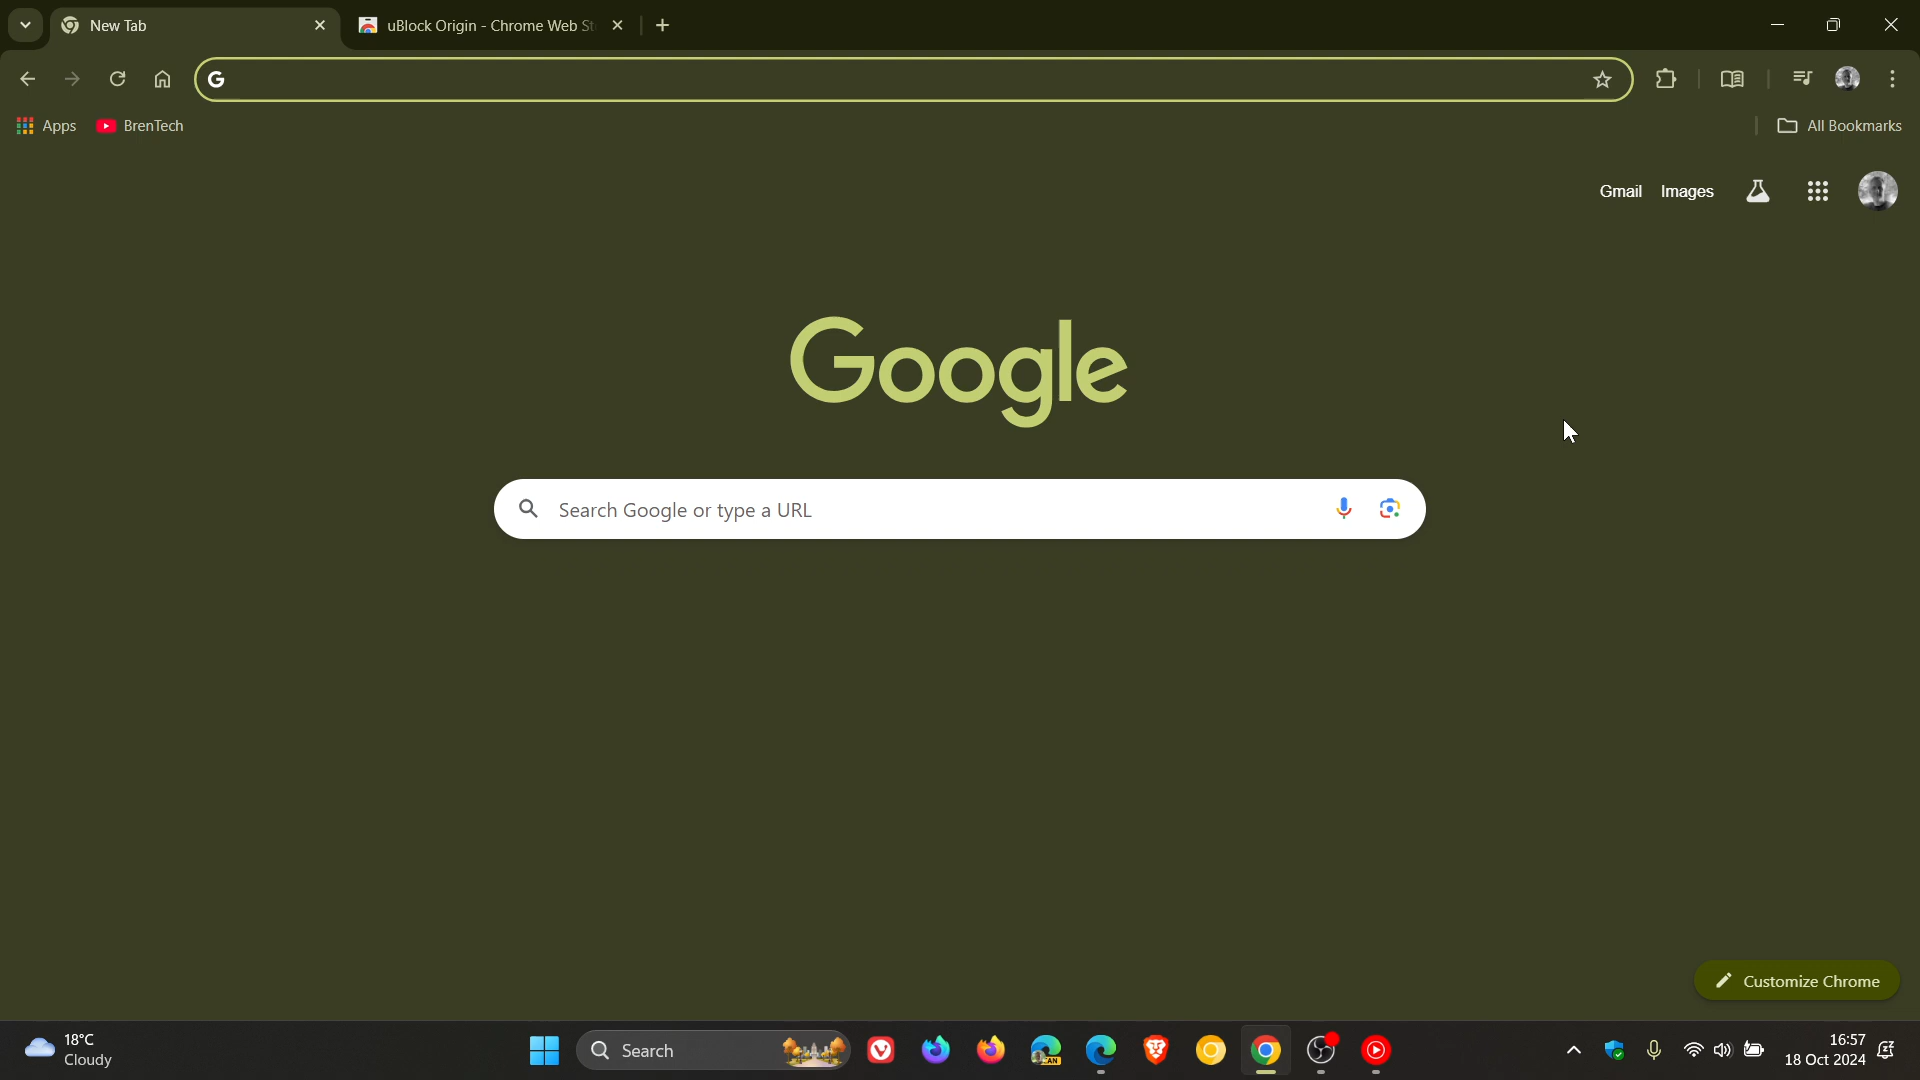 New Tab
uBlock Origin - Chrome Web St
Apps
BrenTech
All Bookmarks
Gmail
Images
Google
Search Google or type a URL
Customize Chrome
18°C
Cloudy
Search
CAN
16:57
18 Oct 2024